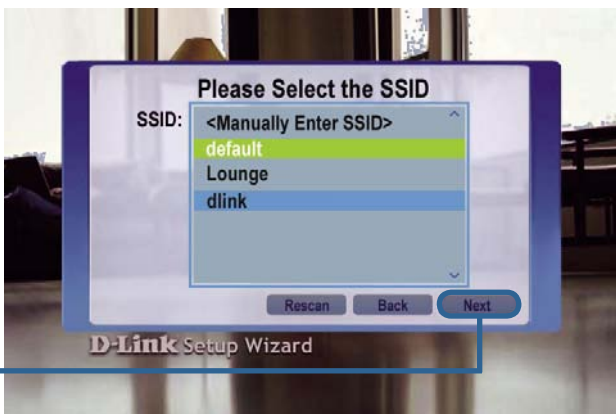 Please Select the SSID
SSID:
<Manually Enter SSID>
default
Lounge
dlink
Rescan Back Next
D-Link Setup Wizard